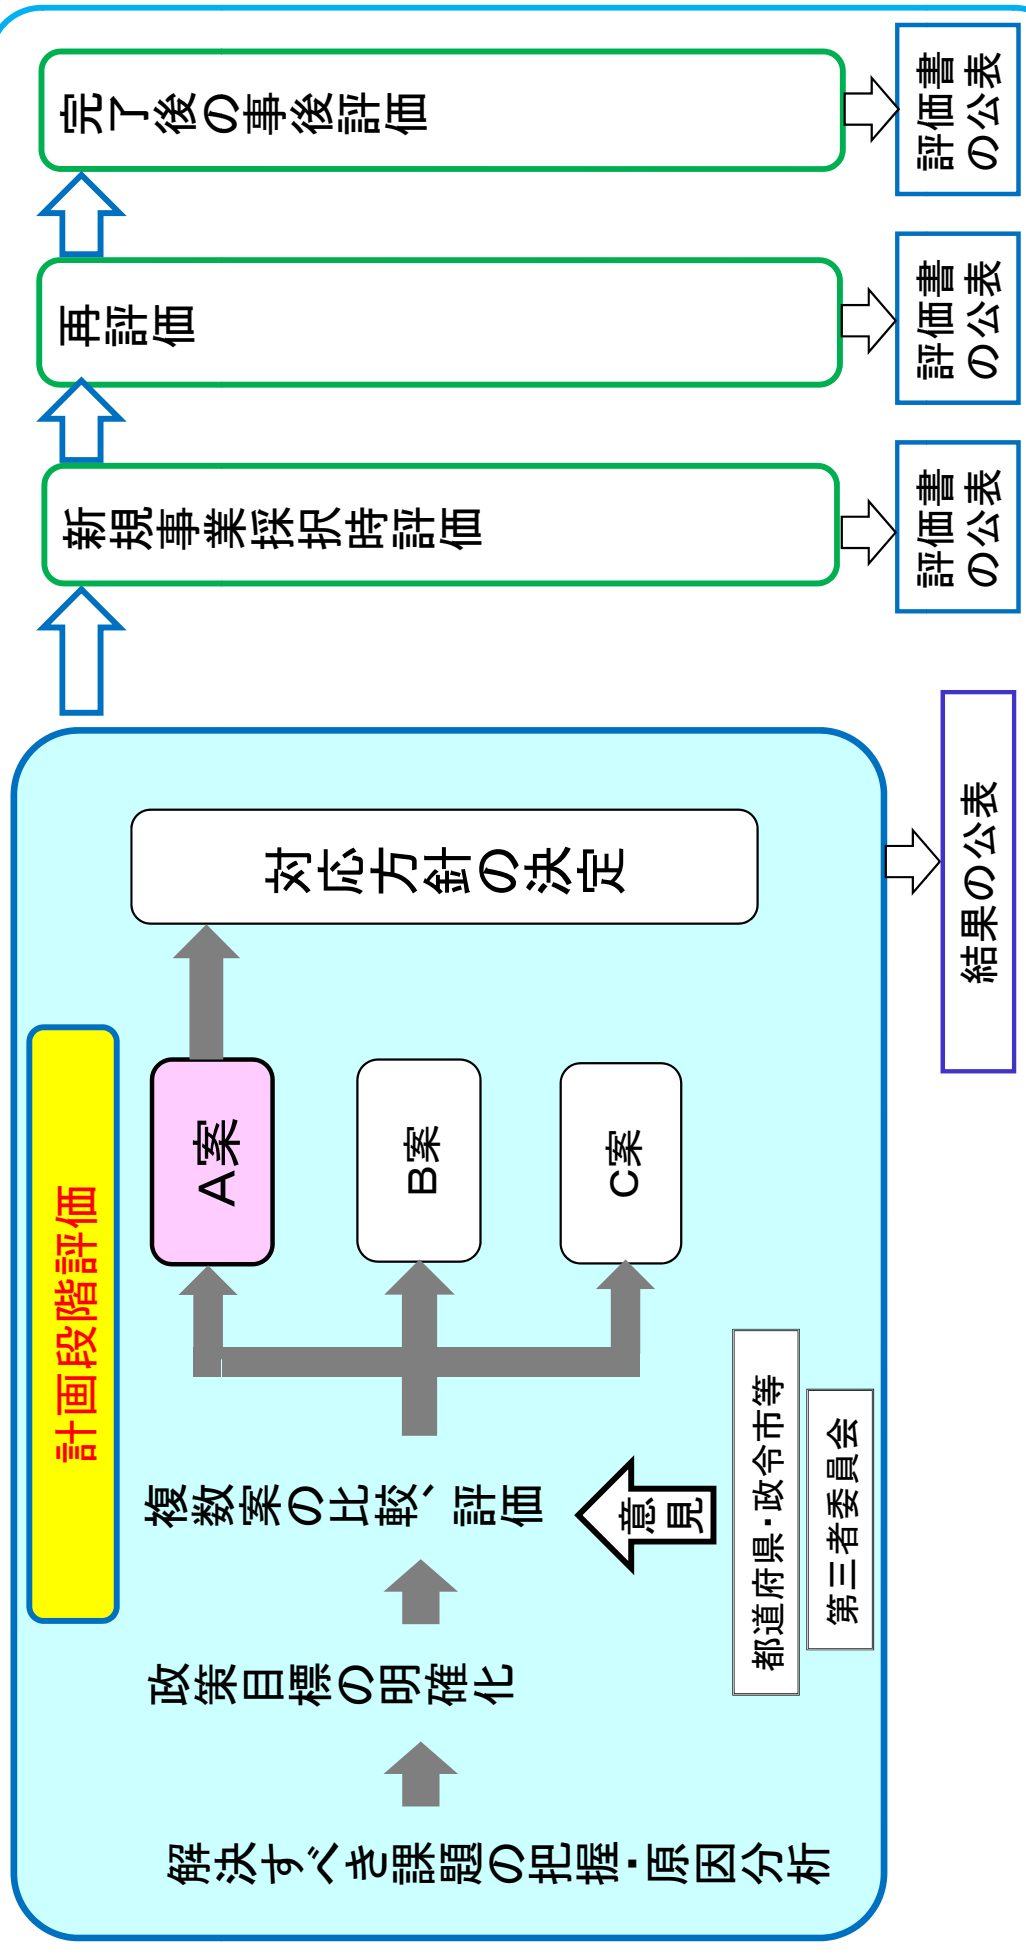 計画段階評価
解決すべき課題の把握・原因分析
政策目標の明確化
複数案の比較、評価
意見
都道府県・政令市等
第三者委員会
A案
B案
C案
対応方針の決定
結果の公表
新規事業採択時評価
評価書
の公表
再評価
評価書
の公表
完了後の事後評価
評価書
の公表